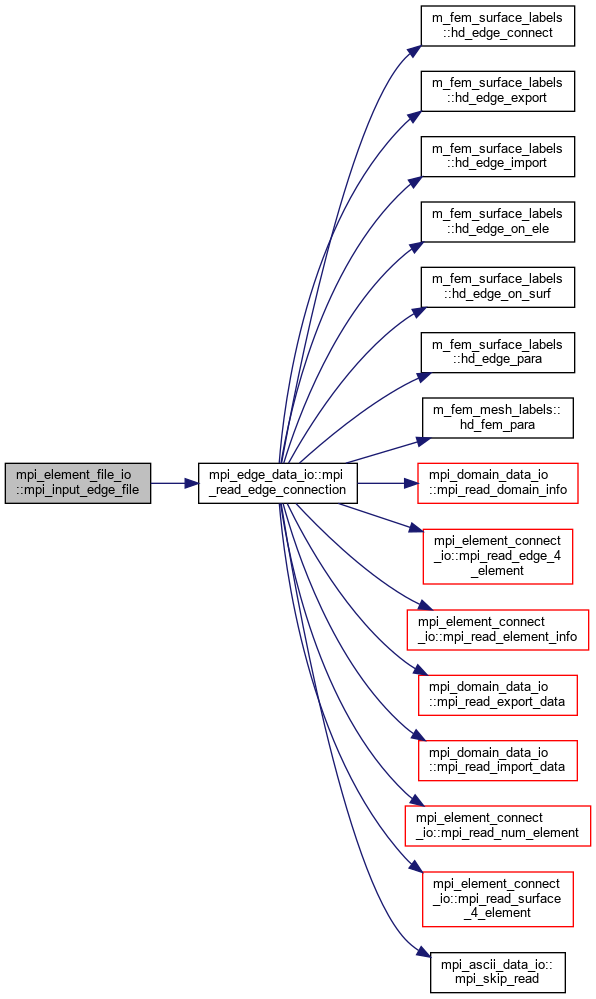 m_fem_surface_labels
::hd_edge_connect
m_fem_surface_labels
::hd_edge_export
m_fem_surface_labels
::hd_edge_import
m_fem_surface_labels
::hd_edge_on_ele
m_fem_surface_labels
::hd_edge_on_surf
m_fem_surface_labels
::hd_edge_para
m_fem_mesh_labels::
hd_fem_para
mpi_element_file_io
::mpi_input_edge_file
mpi_edge_data_io::mpi
_read_edge_connection
mpi_domain_data_io
::mpi_read_domain_info
mpi_element_connect
_io::mpi_read_edge_4
_element
mpi_element_connect
_io::mpi_read_element_info
mpi_domain_data_io
::mpi_read_export_data
mpi_domain_data_io
::mpi_read_import_data
mpi_element_connect
_io::mpi_read_num_element
mpi_element_connect
_io::mpi_read_surface
_4_element
mpi_ascii_data_io::
mpi_skip_read